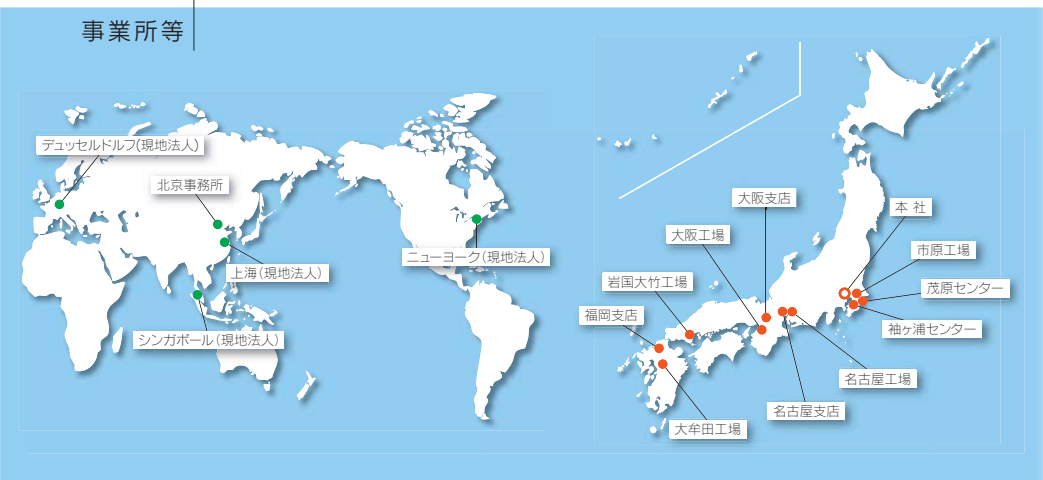 事業所等
デュッセルドルフ(現地法人)
北京事務所
上海(現地法人)
シンガポール(現地法人)
ニューヨーク(現地法人)
大阪支店
本 社
大阪工場
市原工場
岩国大竹工場
茂原センター
福岡支店
袖ヶ浦センター
名古屋工場
名古屋支店
大牟田工場